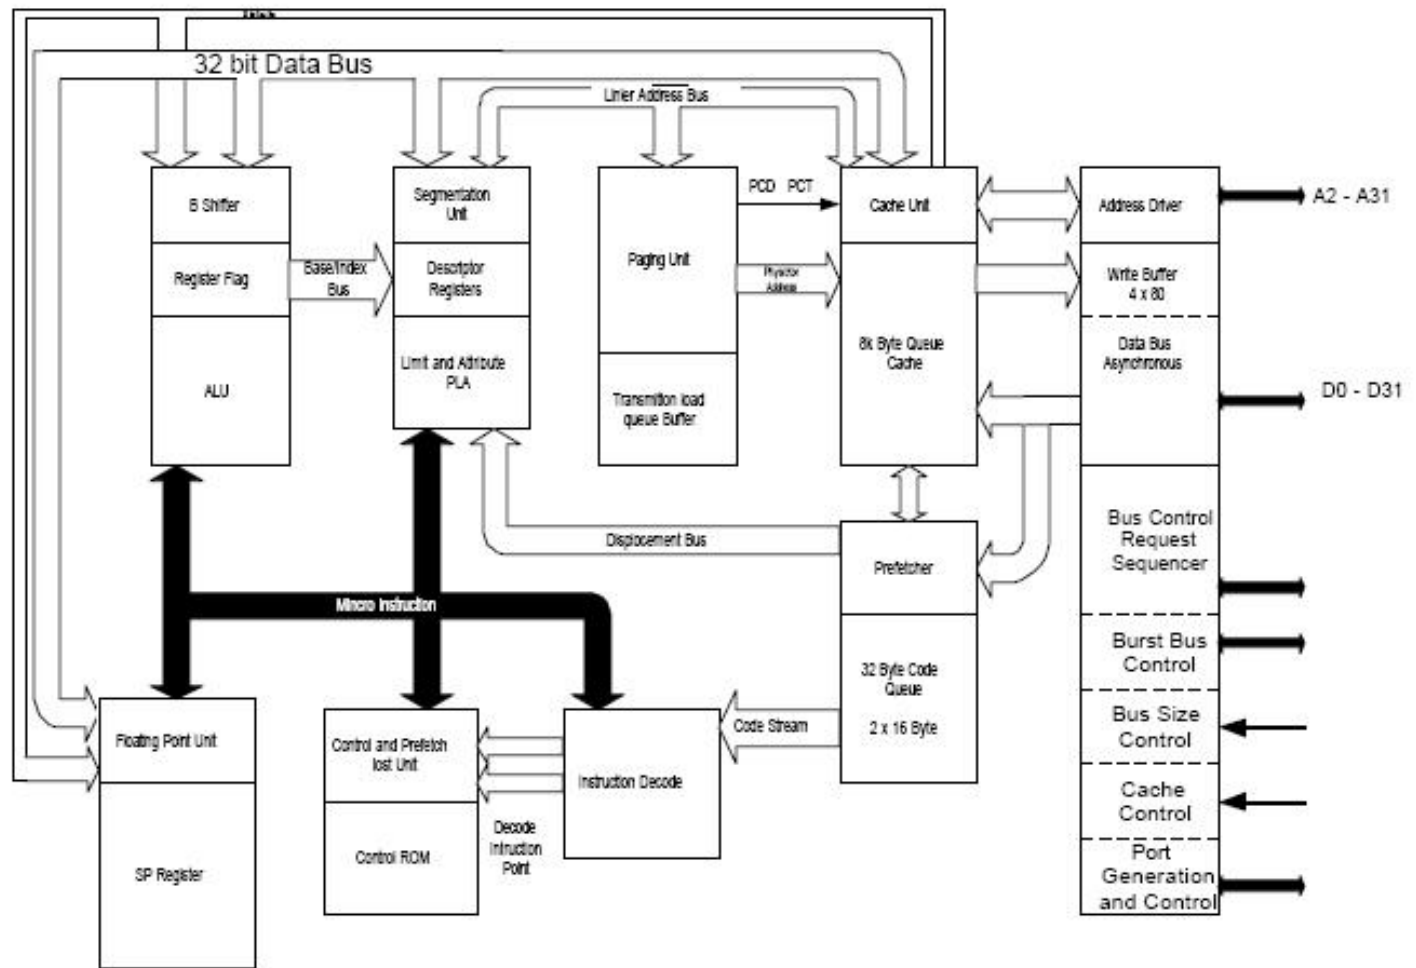 32 bit Data Bus
Linier Address Bus
B Shifter
Register Flag
ALU
Base/Index
Bus
Segmentation
Unit
Descriptor
Registers
Limit and Attribute
PLA
Paging Unit
Transmition load
queue Buffer
PCD PCT
Address
Cache Unit
8k Byte Queue
Cache
Address Driver
Write Buffer
4 x 80
Data Bus
Asynchronous
Bus Control
Request
Sequencer
Burst Bus
Control
Bus Size
Control
Cache
Control
Port
Generation
and Control
A2 - A31
D0 - D31
Displacement Bus
Prefetcher
32 Byte Code
Queue
2 x 16 Byte
Code Stream
Mincro Instruction
Floating Point Unit
SP Register
Control and Prefetch
lost Unit
Control ROM
Decode
Intruction
Point
Instruction Decode